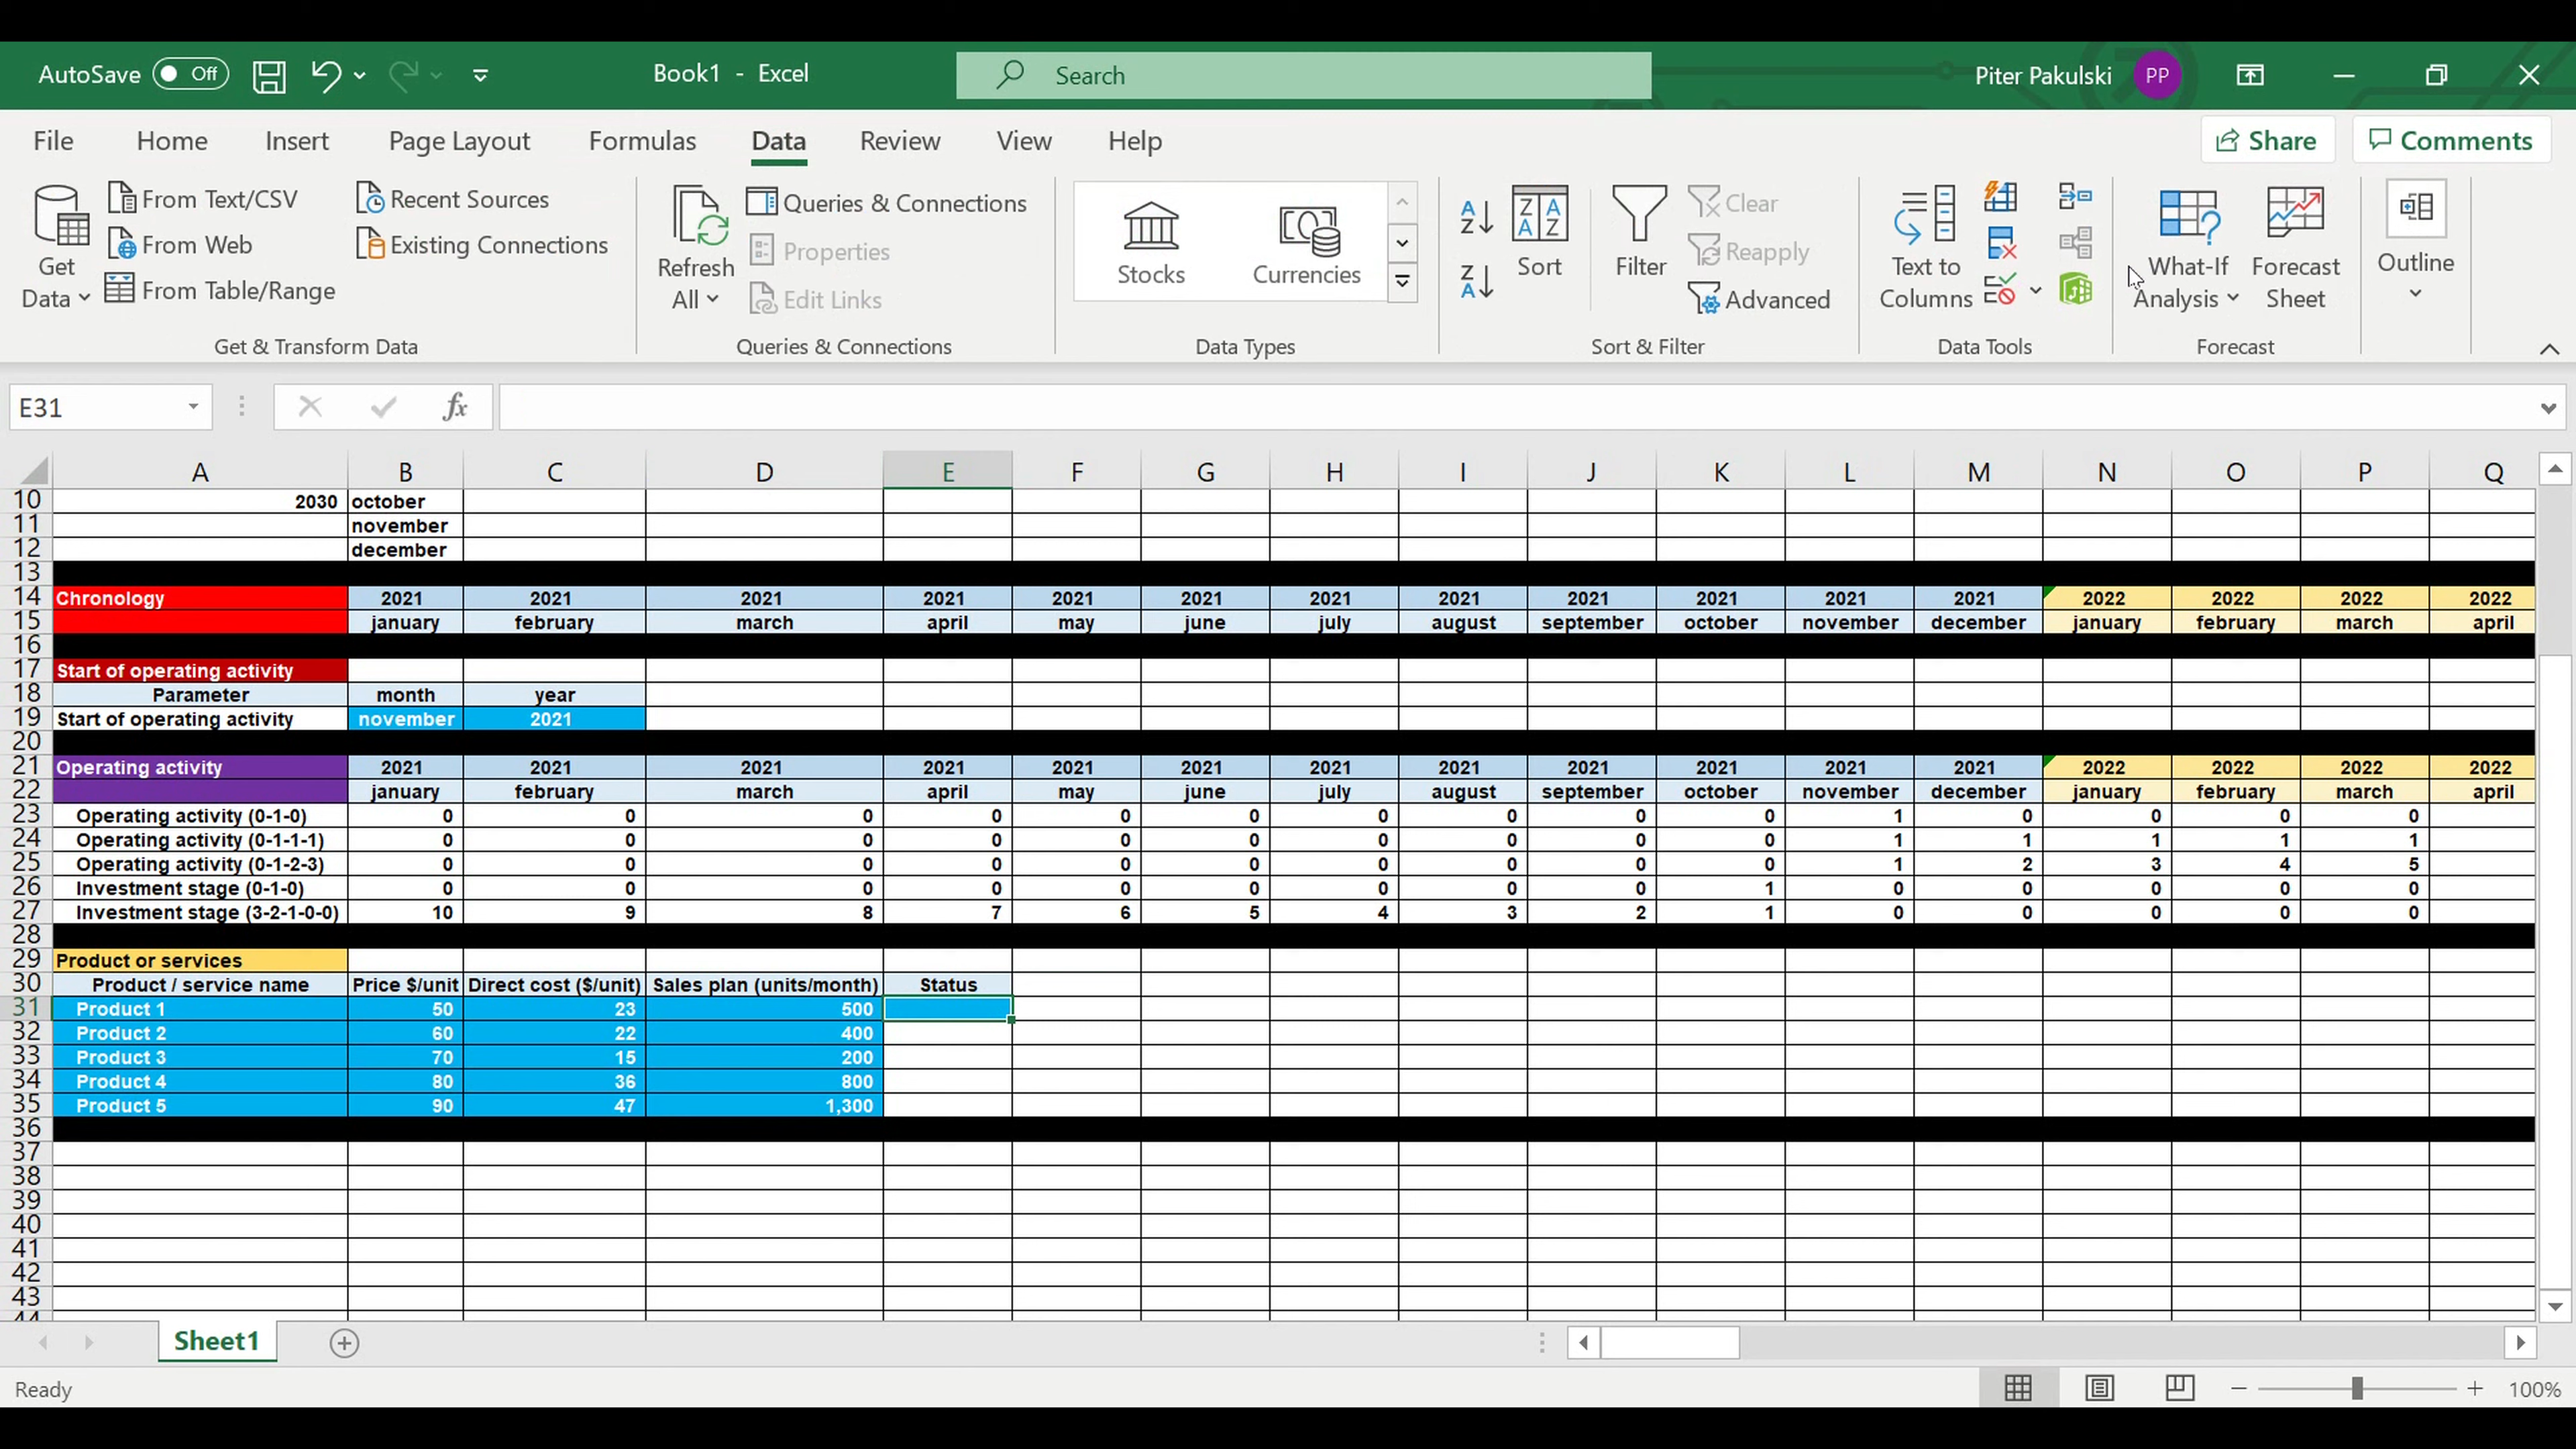 AutoSave Off Book1 - Excel Search Piter Pakulski PP
File Home Insert Page Layout Formulas Data Review View Help Share Comments
Get Data From Text/CSV From Web From Table/Range Recent Sources Existing Connections
Refresh All Queries & Connections Properties Edit Links
Stocks Currencies
Sort Filter Clear Reapply Advanced
Text to Columns What-If Analysis Forecast Sheet Outline
Get & Transform Data Queries & Connections Data Types Sort & Filter Data Tools Forecast
E31 fx
A B C D E F G H I J K L M N O P Q
10 2030 october
11 november
12 december
13
14 Chronology 2021 2021 2021 2021 2021 2021 2021 2021 2021 2021 2021 2021 2022 2022 2022 2022
15 january february march april may june july august september october november december january february march april
16
17 Start of operating activity
18 Parameter month year
19 Start of operating activity november 2021
20
21 Operating activity 2021 2021 2021 2021 2021 2021 2021 2021 2021 2021 2021 2021 2022 2022 2022 2022
22 january february march april may june july august september october november december january february march april
23 Operating activity (0-1-0) 0 0 0 0 0 0 0 0 0 0 1 0 0 0 0
24 Operating activity (0-1-1-1) 0 0 0 0 0 0 0 0 0 0 1 1 1 1 1
25 Operating activity (0-1-2-3) 0 0 0 0 0 0 0 0 0 0 1 2 3 4 5
26 Investment stage (0-1-0) 0 0 0 0 0 0 0 0 0 1 0 0 0 0 0
27 Investment stage (3-2-1-0-0) 10 9 8 7 6 5 4 3 2 1 0 0 0 0 0
28
29 Product or services
30 Product / service name Price $/unit Direct cost ($/unit) Sales plan (units/month) Status
31 Product 1 50 23 500
32 Product 2 60 22 400
33 Product 3 70 15 200
34 Product 4 80 36 800
35 Product 5 90 47 1,300
36
37
38
39
40
41
42
43
44
Sheet1
Ready 100%